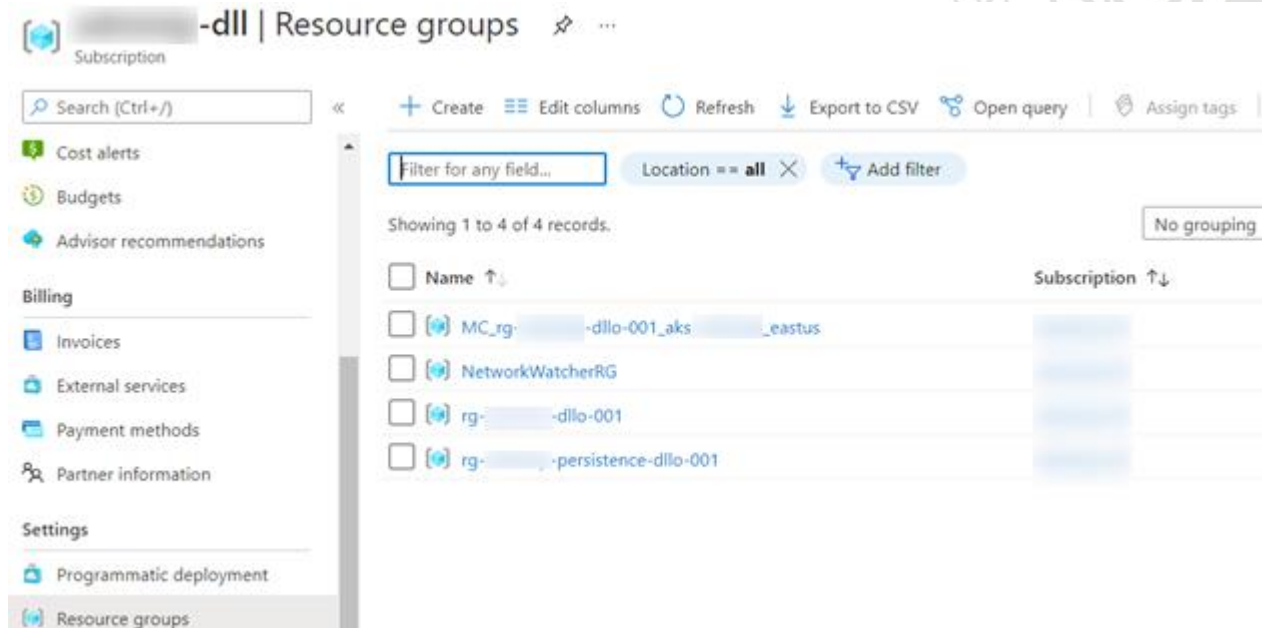 -dll | Resource groups
Subscription
Search (Ctrl+/)
Cost alerts
Budgets
Advisor recommendations
Billing
Invoices
External services
Payment methods
Partner information
Settings
Programmatic deployment
Resource groups
Create Edit columns Refresh Export to CSV Open query Assign tags
Filter for any field... Location == all Add filter
Showing 1 to 4 of 4 records. No grouping
Name Subscription
MC_rg- -dllo-001_aks _eastus
NetworkWatcherRG
rg- -dllo-001
rg- -persistence-dllo-001